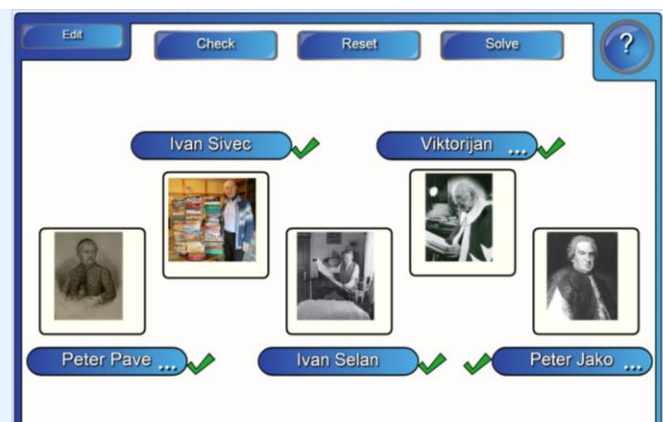 Edit
Check
Reset
Solve
?
Ivan Sivec
Viktorijan ...
Peter Pave ...
Ivan Selan
Peter Jako ...